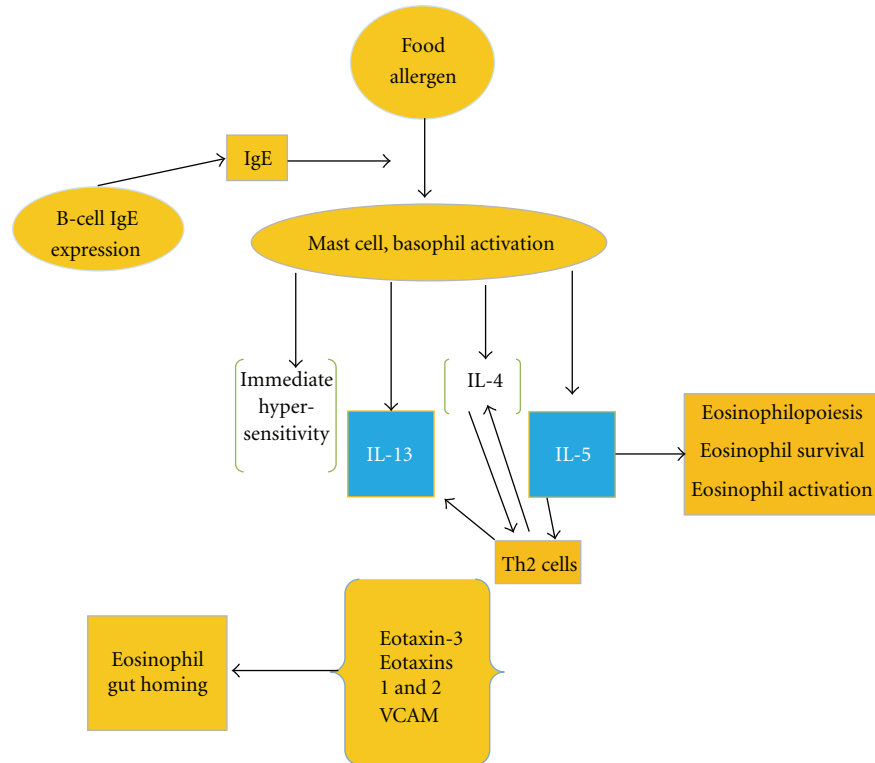 Food
allergen
IgE
B-cell IgE
expression
Mast cell, basophil activation
Immediate
hyper-
sensitivity
IL-13
IL-4
IL-5
Eosinophilopoiesis
Eosinophil survival
Eosinophil activation
Th2 cells
Eotaxin-3
Eotaxins
1 and 2
VCAM
Eosinophil
gut homing